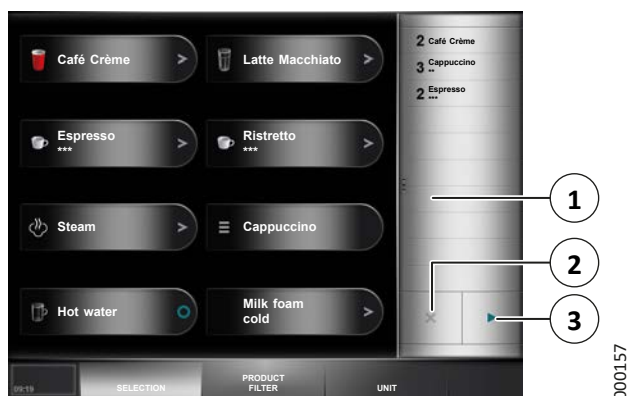 Café Crème
Latte Macchiato
Espresso
***
Ristretto
***
Steam
Cappuccino
Hot water
Milk foam
cold
2 Café Crème
3 Cappuccino
**
2 Espresso
***
1
2
3
09:19
SELECTION
PRODUCT
FILTER
UNIT
000157